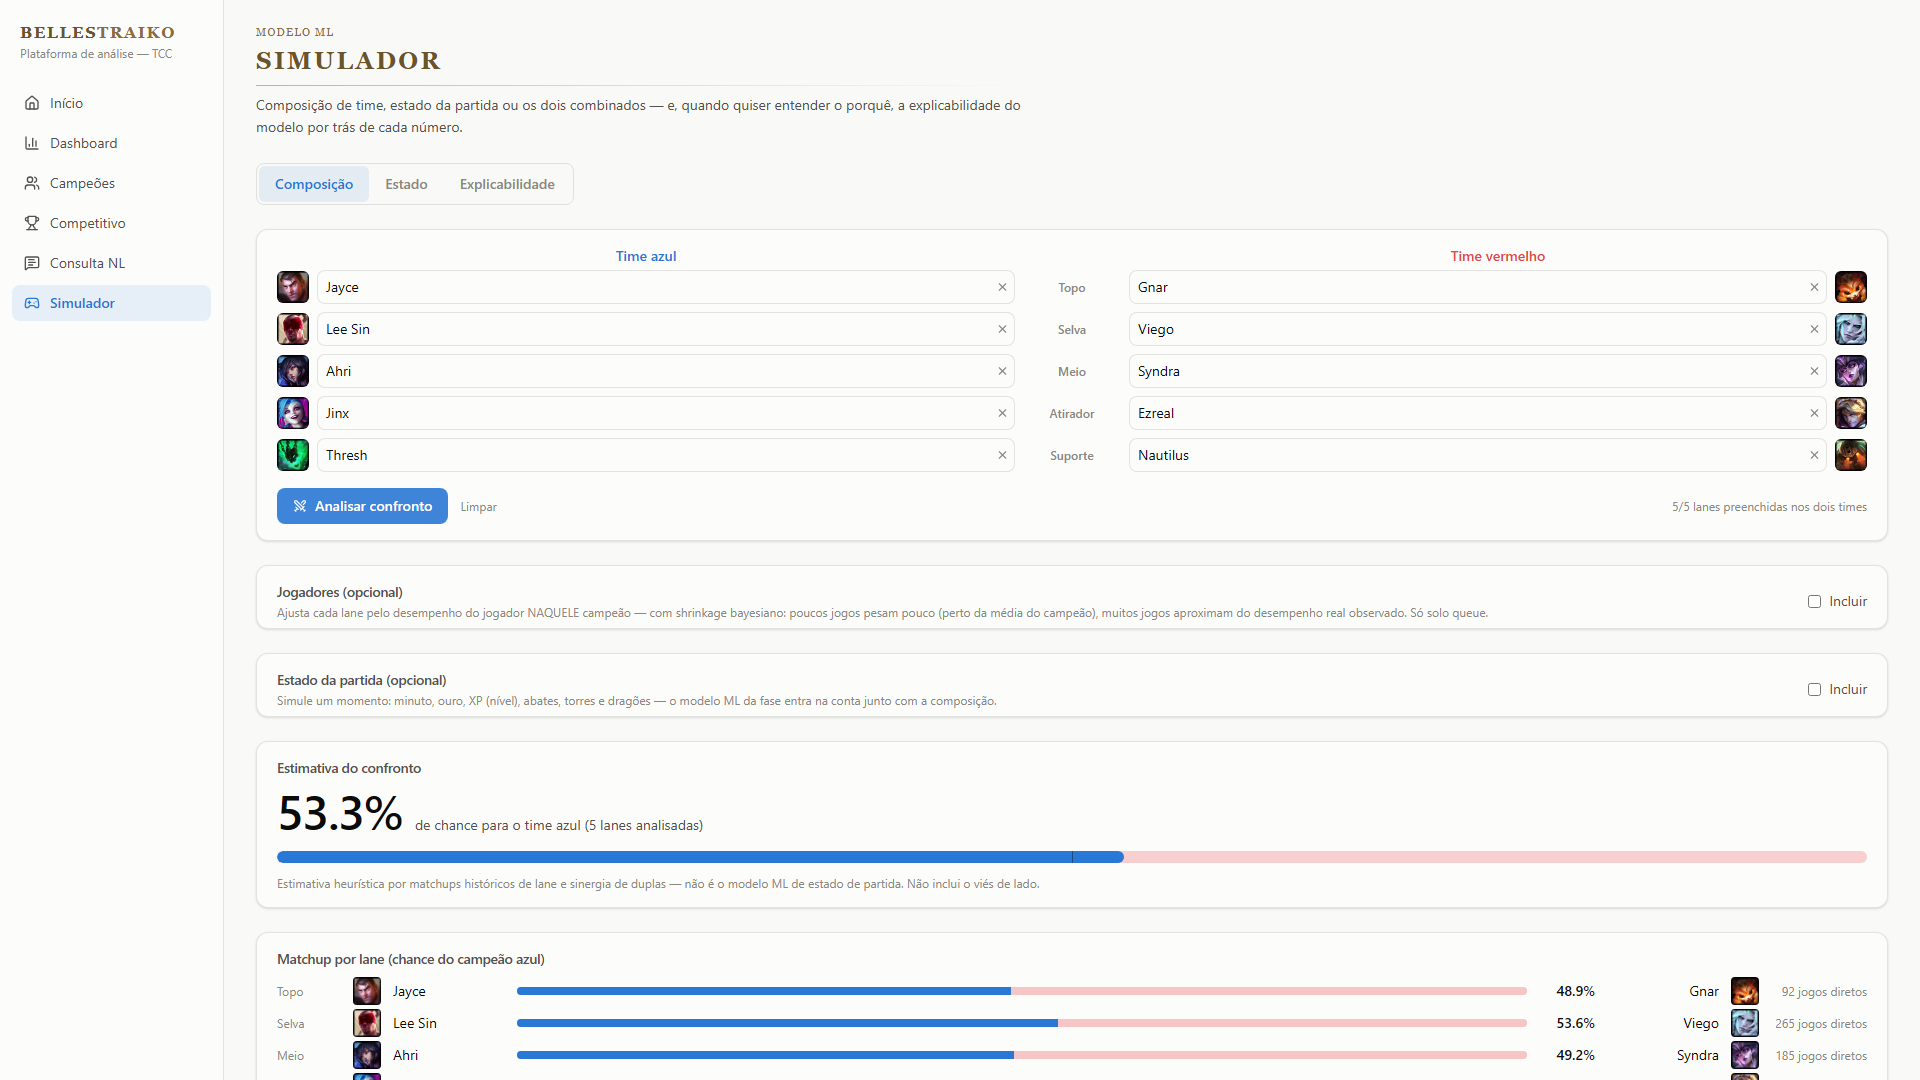 BELLESTRAIKO
Plataforma de análise — TCC
Início
Dashboard
Campeões
Competitivo
Consulta NL
Simulador
MODELO ML
SIMULADOR
Composição de time, estado da partida ou os dois combinados — e, quando quiser entender o porquê, a explicabilidade do
modelo por trás de cada número.
Composição Estado Explicabilidade
Time azul Time vermelho
Jayce × Topo Gnar ×
Lee Sin × Selva Viego ×
Ahri × Meio Syndra ×
Jinx × Atirador Ezreal ×
Thresh × Suporte Nautilus ×
Analisar confronto Limpar 5/5 lanes preenchidas nos dois times
Jogadores (opcional)
Ajusta cada lane pelo desempenho do jogador NAQUELE campeão — com shrinkage bayesiano: poucos jogos pesam pouco (perto da média do campeão), muitos jogos aproximam do desempenho real observado. Só solo queue.
Incluir
Estado da partida (opcional)
Simule um momento: minuto, ouro, XP (nível), abates, torres e dragões — o modelo ML da fase entra na conta junto com a composição.
Incluir
Estimativa do confronto
53.3% de chance para o time azul (5 lanes analisadas)
Estimativa heurística por matchups históricos de lane e sinergia de duplas — não é o modelo ML de estado de partida. Não inclui o viés de lado.
Matchup por lane (chance do campeão azul)
Topo Jayce 48.9% Gnar 92 jogos diretos
Selva Lee Sin 53.6% Viego 265 jogos diretos
Meio Ahri 49.2% Syndra 185 jogos diretos